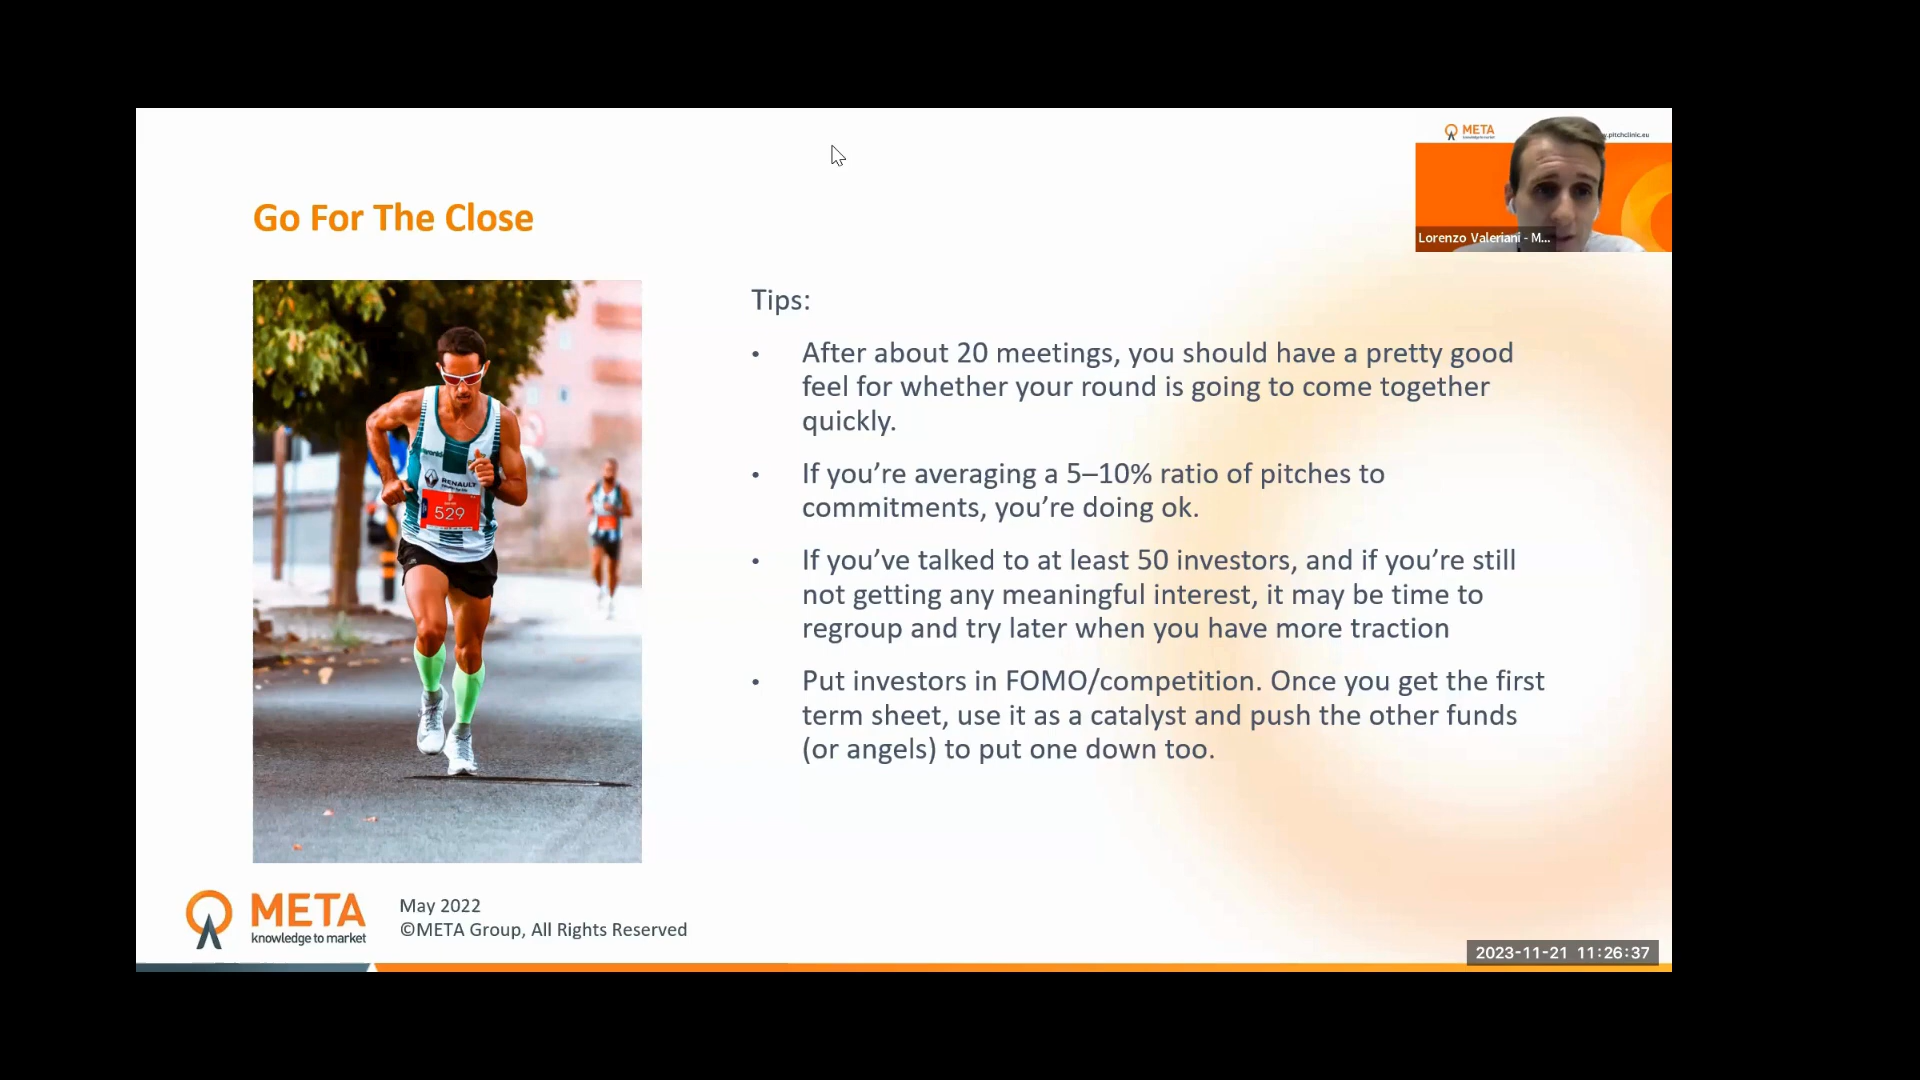 META
.pitchclinic.eu
Lorenzo Valeriani - M...
Go For The Close
RENAULT
529
Tips:
• After about 20 meetings, you should have a pretty good
feel for whether your round is going to come together
quickly.
• If you’re averaging a 5–10% ratio of pitches to
commitments, you’re doing ok.
• If you’ve talked to at least 50 investors, and if you’re still
not getting any meaningful interest, it may be time to
regroup and try later when you have more traction
• Put investors in FOMO/competition. Once you get the first
term sheet, use it as a catalyst and push the other funds
(or angels) to put one down too.
META
knowledge to market
May 2022
©META Group, All Rights Reserved
2023-11-21 11:26:37